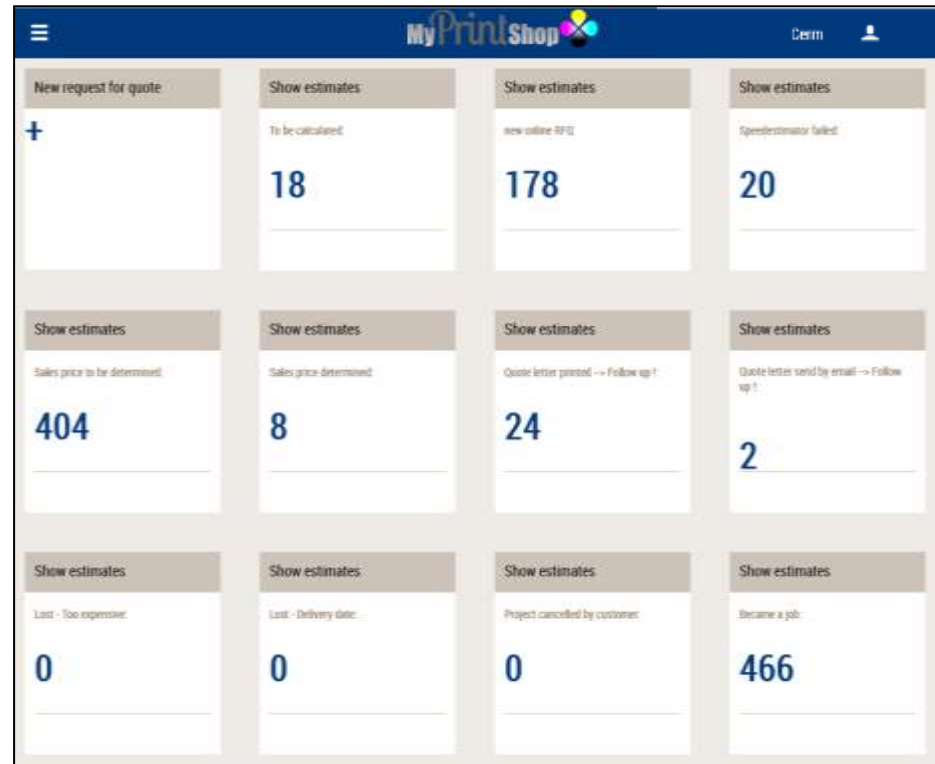 MyPrintShop
Cerm
New request for quote
Show estimates
Show estimates
Show estimates
+
To be calculated:
new online RFQ:
Speedestimator failed:
18
178
20
Show estimates
Show estimates
Show estimates
Show estimates
Sales price to be determined:
Sales price determined:
Quote letter printed --> Follow up !:
Quote letter send by email --> Follow
up !:
404
8
24
2
Show estimates
Show estimates
Show estimates
Show estimates
Lost - Too expensive:
Lost - Delivery date:
Project cancelled by customer:
Became a job:
0
0
0
466